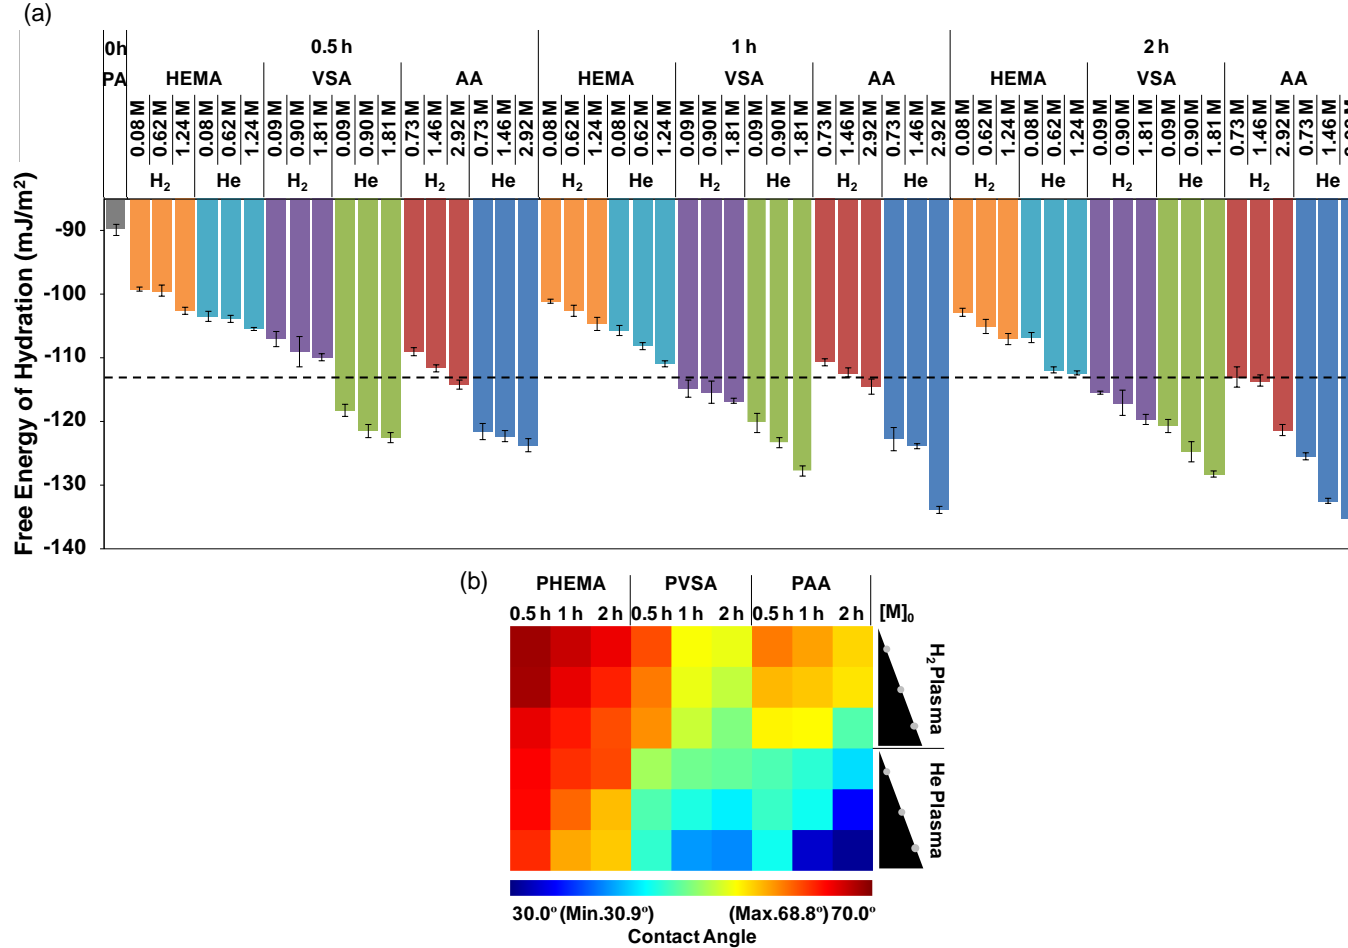 (a)
0h 0.5 h 1 h 2 h
PA HEMA VSA AA HEMA VSA AA HEMA VSA AA
0.08 M 0.62 M 1.24 M 0.08 M 0.62 M 1.24 M 0.09 M 0.90 M 1.81 M 0.09 M 0.90 M 1.81 M 0.73 M 1.46 M 2.92 M 0.73 M 1.46 M 2.92 M 0.08 M 0.62 M 1.24 M 0.08 M 0.62 M 1.24 M 0.09 M 0.90 M 1.81 M 0.09 M 0.90 M 1.81 M 0.73 M 1.46 M 2.92 M 0.73 M 1.46 M 2.92 M 0.08 M 0.62 M 1.24 M 0.08 M 0.62 M 1.24 M 0.09 M 0.90 M 1.81 M 0.09 M 0.90 M 1.81 M 0.73 M 1.46 M 2.92 M 0.73 M 1.46 M
H₂ He H₂ He H₂ He H₂ He H₂ He H₂ He H₂ He H₂ He H₂ He
Free Energy of Hydration (mJ/m²)
-90
-100
-110
-120
-130
-140
(b)
PHEMA PVSA PAA
0.5 h 1 h 2 h 0.5 h 1 h 2 h 0.5 h 1 h 2 h [M]₀
H₂ Plasma
He Plasma
30.0º (Min.30.9º) (Max.68.8º) 70.0º
Contact Angle